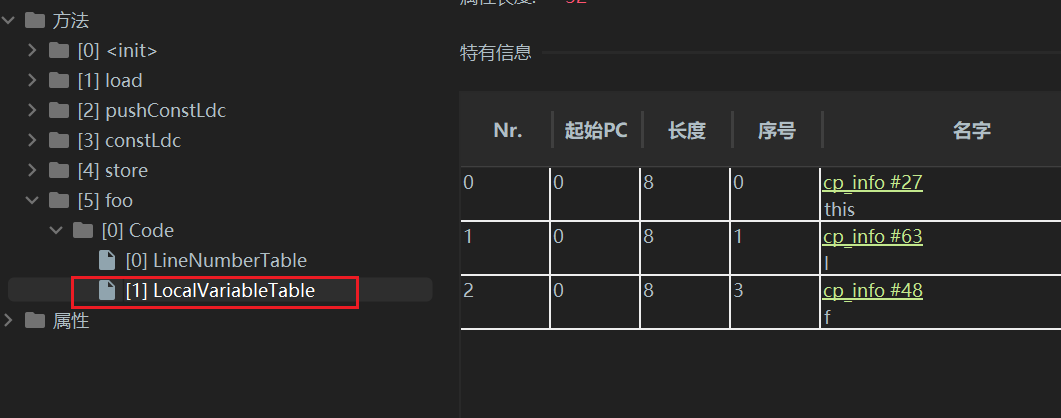 方法
[0] <init>
[1] load
[2] pushConstLdc
[3] constLdc
[4] store
[5] foo
[0] Code
[0] LineNumberTable
[1] LocalVariableTable
属性
特有信息
Nr. 起始PC 长度 序号 名字
0 0 8 0 cp_info #27
this
1 0 8 1 cp_info #63
l
2 0 8 3 cp_info #48
f